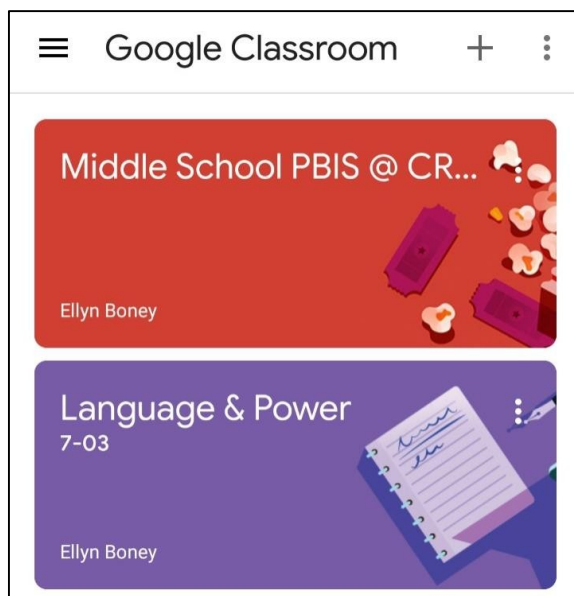 Google Classroom
Middle School PBIS @ CR...
Ellyn Boney
Language & Power
7-03
Ellyn Boney